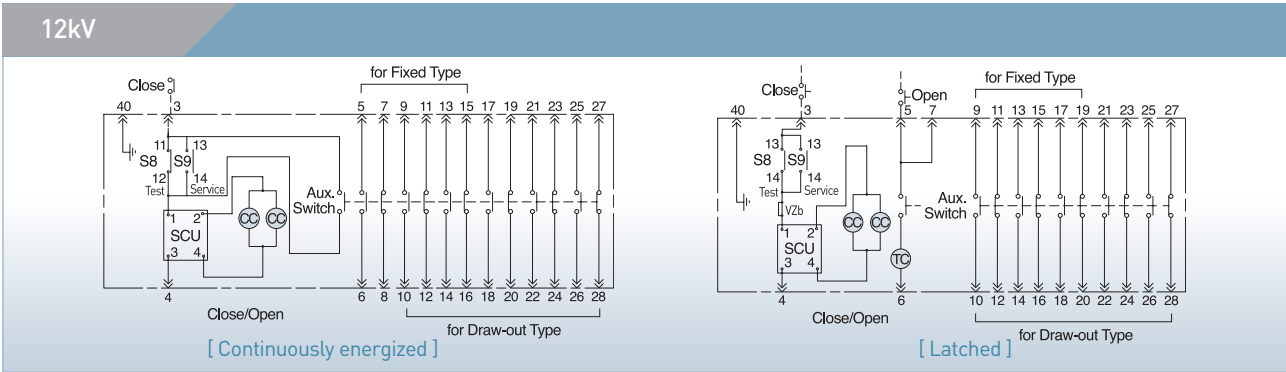 12kV
for Fixed Type
Close
40 3 5 7 9 11 13 15 17 19 21 23 25 27
11 13
S8 S9
12 14
Test Service
Aux.
Switch
1 2
CC CC
SCU
3 4
4 6 8 10 12 14 16 18 20 22 24 26 28
Close/Open
for Draw-out Type
[ Continuously energized ]
for Fixed Type
Close Open
40 3 5 7 9 11 13 15 17 19 21 23 25 27
13 13
S8 S9
14 14
Test Service
Aux.
Switch
VZb
1 2
CC CC
SCU
3 4
TC
4 6 10 12 14 16 18 20 22 24 26 28
Close/Open
for Draw-out Type
[ Latched ]